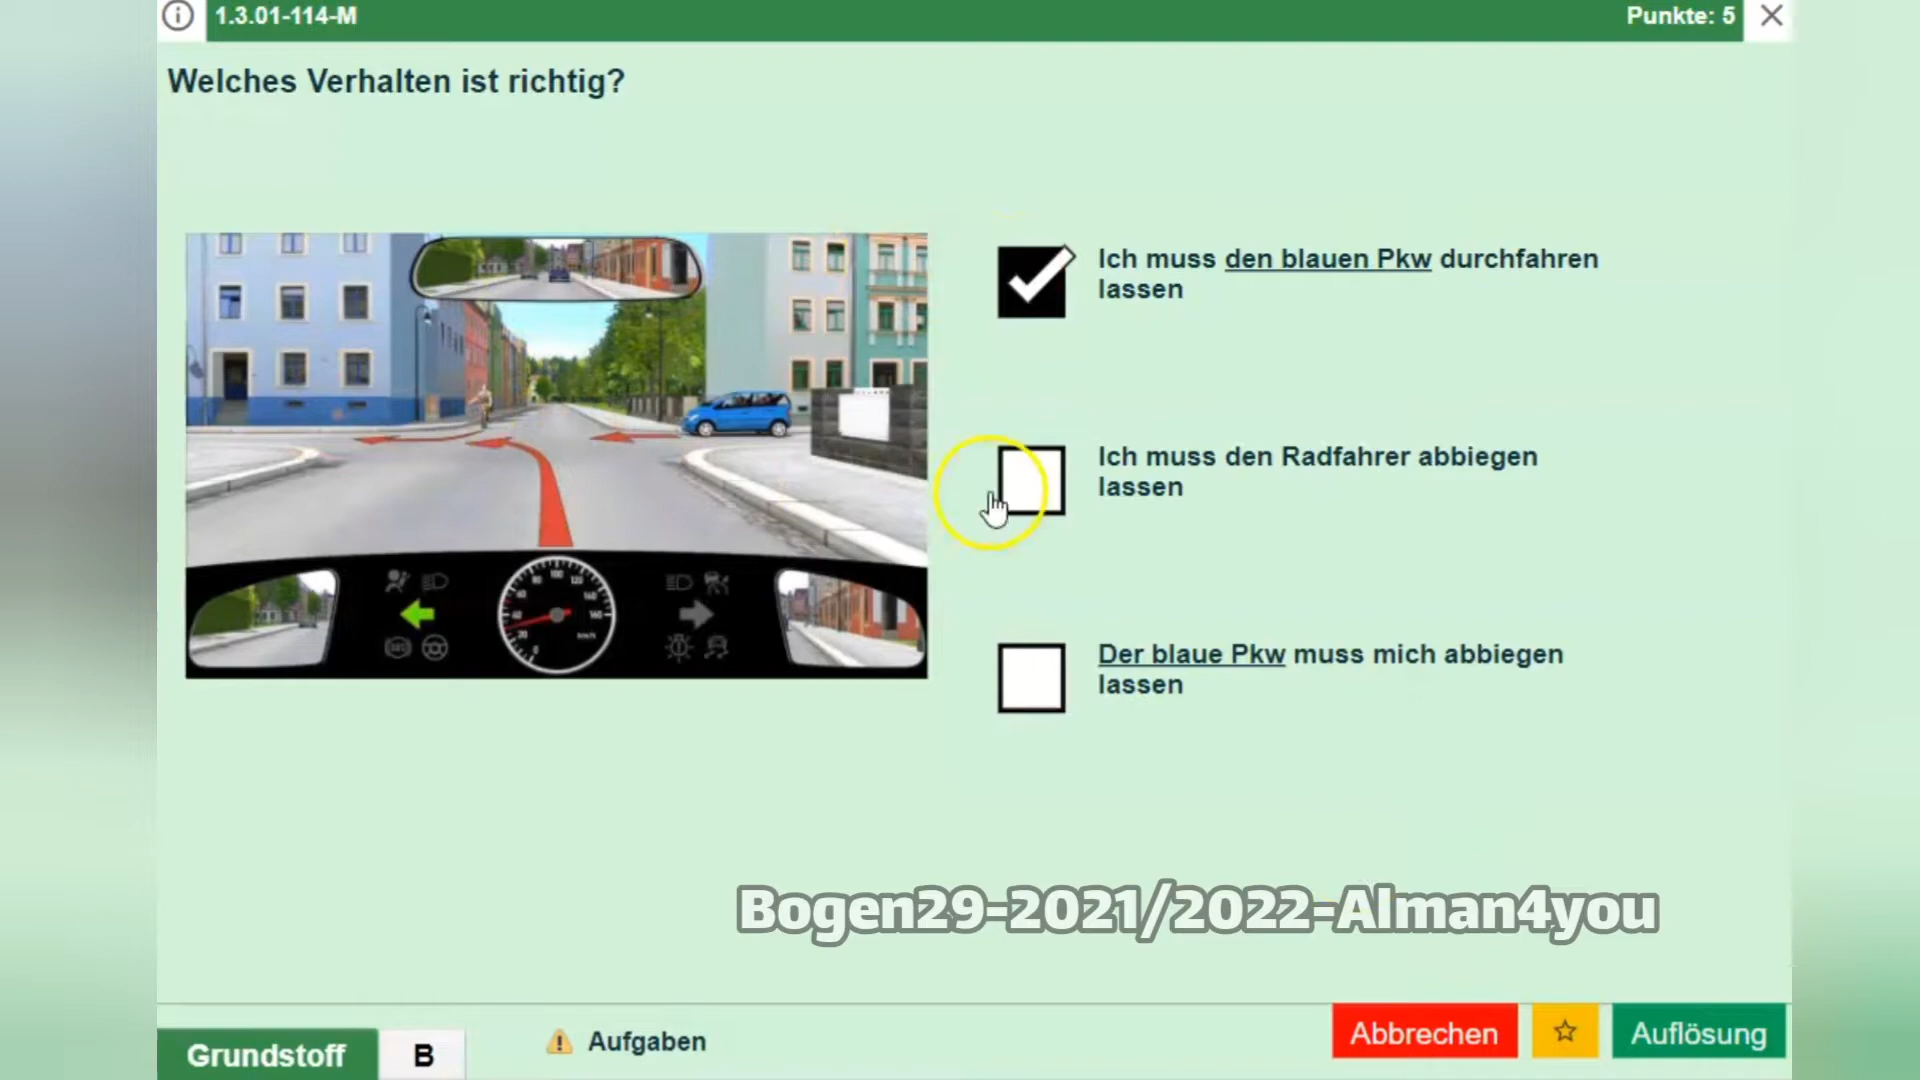 1.3.01-114-M
Punkte: 5
Welches Verhalten ist richtig?
Ich muss den blauen Pkw durchfahren
lassen
Ich muss den Radfahrer abbiegen
lassen
Der blaue Pkw muss mich abbiegen
lassen
Bogen29-2021/2022-Alman4you
Grundstoff
B
Aufgaben
Abbrechen
Auflösung